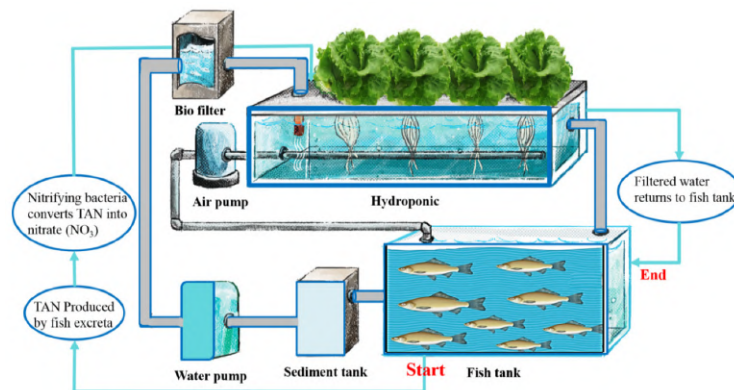 Bio filter
Air pump
Hydroponic
Nitrifying bacteria
converts TAN into
nitrate (NO₃)
Filtered water
returns to fish tank
End
TAN Produced
by fish excreta
Water pump
Sediment tank
Start
Fish tank